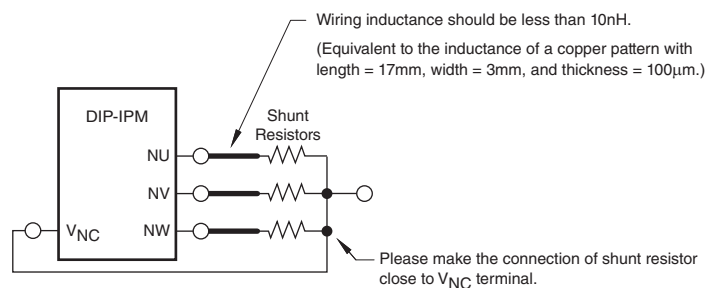 Wiring inductance should be less than 10nH.
(Equivalent to the inductance of a copper pattern with
length = 17mm, width = 3mm, and thickness = 100μm.)
DIP-IPM
Shunt
Resistors
NU
NV
VNC
NW
Please make the connection of shunt resistor
close to VNC terminal.